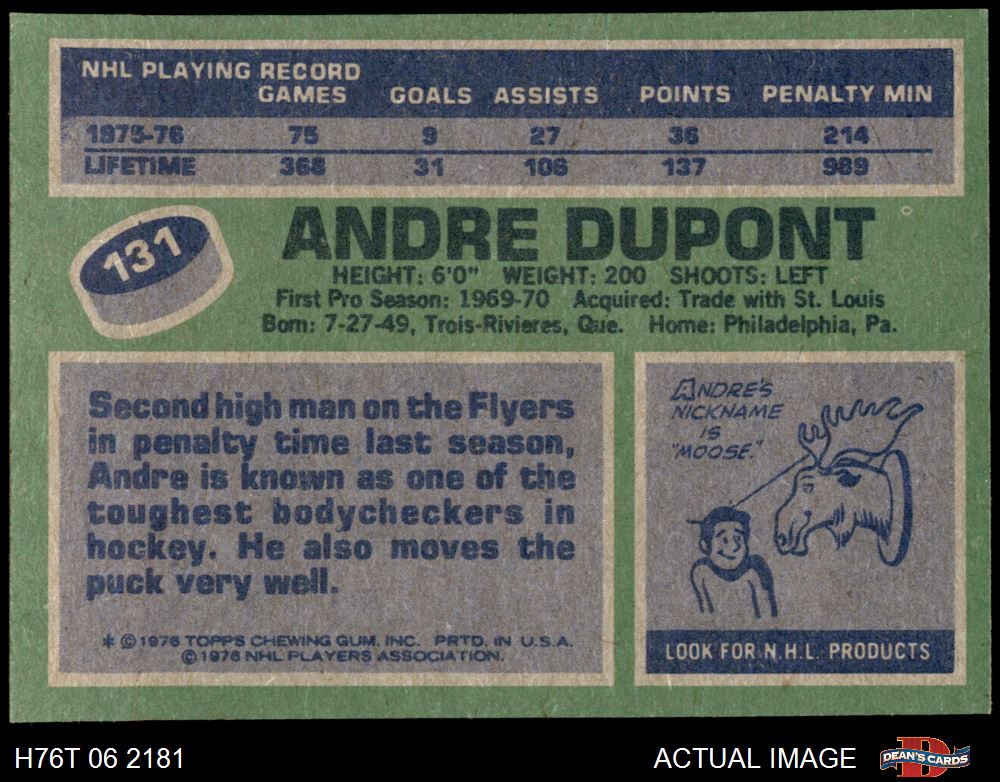 NHL PLAYING RECORD
GAMES GOALS ASSISTS POINTS PENALTY MIN
1975-76 75 9 27 36 214
LIFETIME 368 31 106 137 989
131
ANDRE DUPONT
HEIGHT: 6'0" WEIGHT: 200 SHOOTS: LEFT
First Pro Season: 1969-70 Acquired: Trade with St. Louis
Born: 7-27-49, Trois-Rivieres, Que. Home: Philadelphia, Pa.
Second high man on the Flyers
in penalty time last season,
Andre is known as one of the
toughest bodycheckers in
hockey. He also moves the
puck very well.
* © 1976 TOPPS CHEWING GUM, INC. PRTD. IN U.S.A.
© 1976 NHL PLAYERS ASSOCIATION.
ANDRE'S
NICKNAME
IS
"MOOSE."
LOOK FOR N.H.L. PRODUCTS
H76T 06 2181
ACTUAL IMAGE
DEAN'S CARDS